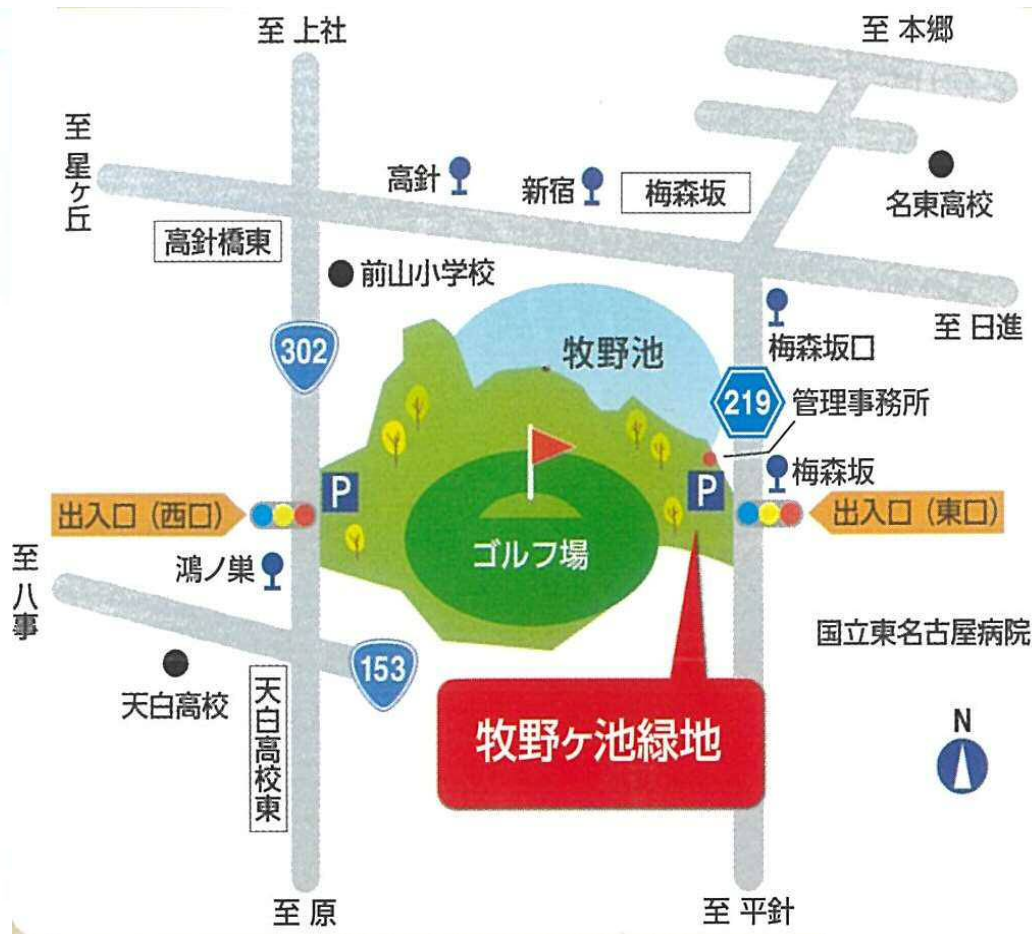 至 上社
至 本郷
至 星ヶ丘
高針
新宿
梅森坂
名東高校
高針橋東
前山小学校
至 日進
302
牧野池
梅森坂口
219
管理事務所
P
P
梅森坂
出入口（西口）
出入口（東口）
鴻ノ巣
ゴルフ場
至 八事
国立東名古屋病院
153
天白高校
天白高校東
牧野ヶ池緑地
N
至 原
至 平針